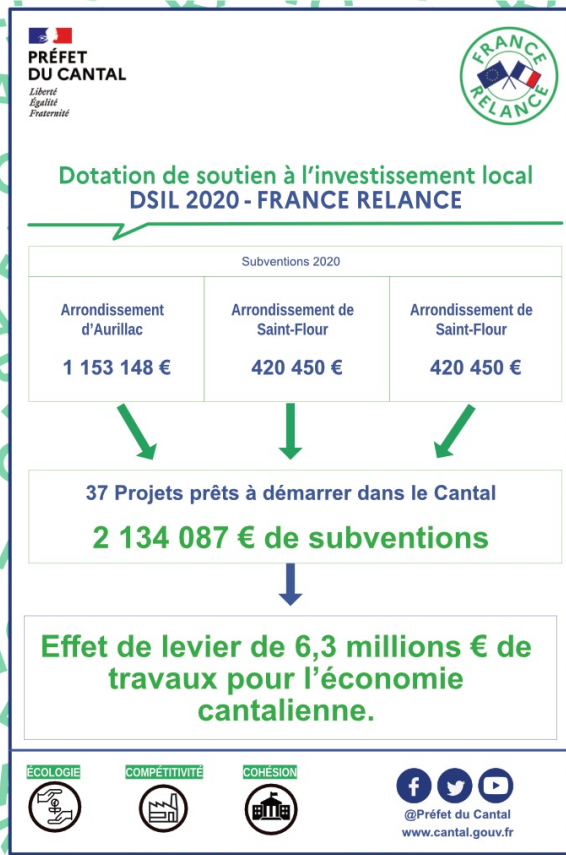 PRÉFET
DU CANTAL
Liberté
Égalité
Fraternité
FRANCE
RELANCE
Dotation de soutien à l'investissement local
DSIL 2020 - FRANCE RELANCE
Subventions 2020
Arrondissement
d'Aurillac
1 153 148 €
Arrondissement de
Saint-Flour
420 450 €
Arrondissement de
Saint-Flour
420 450 €
37 Projets prêts à démarrer dans le Cantal
2 134 087 € de subventions
Effet de levier de 6,3 millions € de
travaux pour l'économie
cantalienne.
ÉCOLOGIE
COMPÉTITIVITÉ
COHÉSION
@Préfet du Cantal
www.cantal.gouv.fr